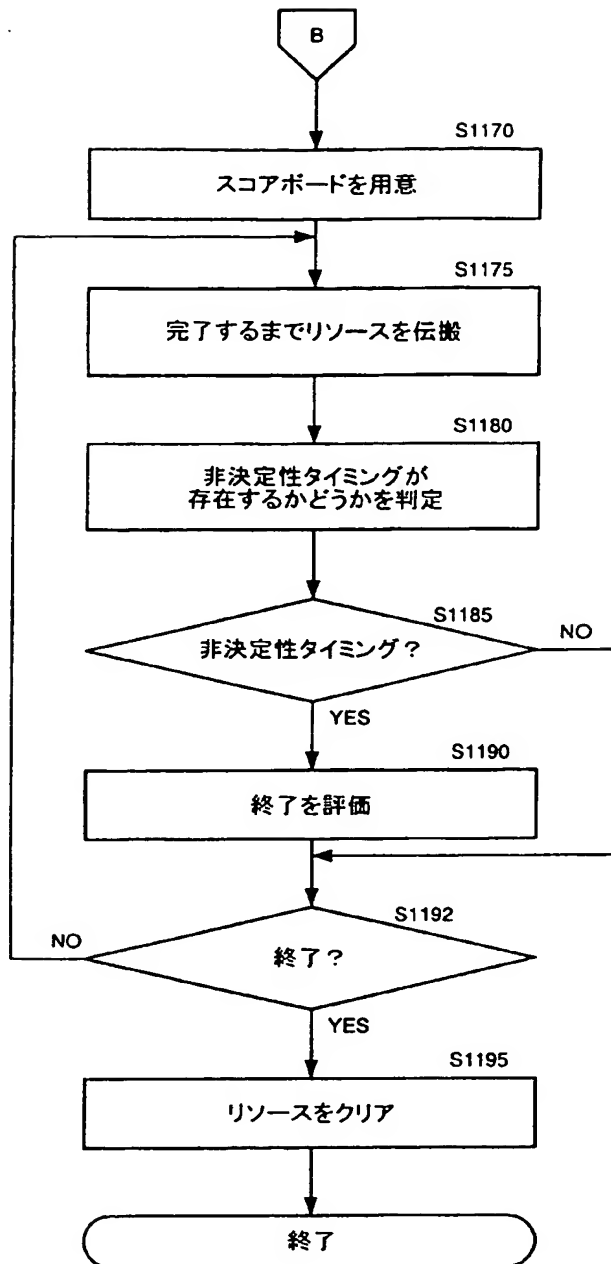 B
S1170
スコアボードを用意
S1175
完了するまでリソースを伝搬
S1180
非決定性タイミングが
存在するかどうかを判定
S1185
非決定性タイミング?
NO
YES
S1190
終了を評価
S1192
NO
終了?
YES
S1195
リソースをクリア
終了